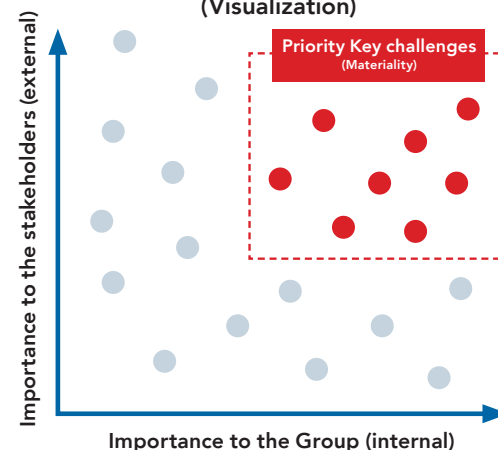 (Visualization)
Priority Key challenges
(Materiality)
Importance to the stakeholders (external)
Importance to the Group (internal)